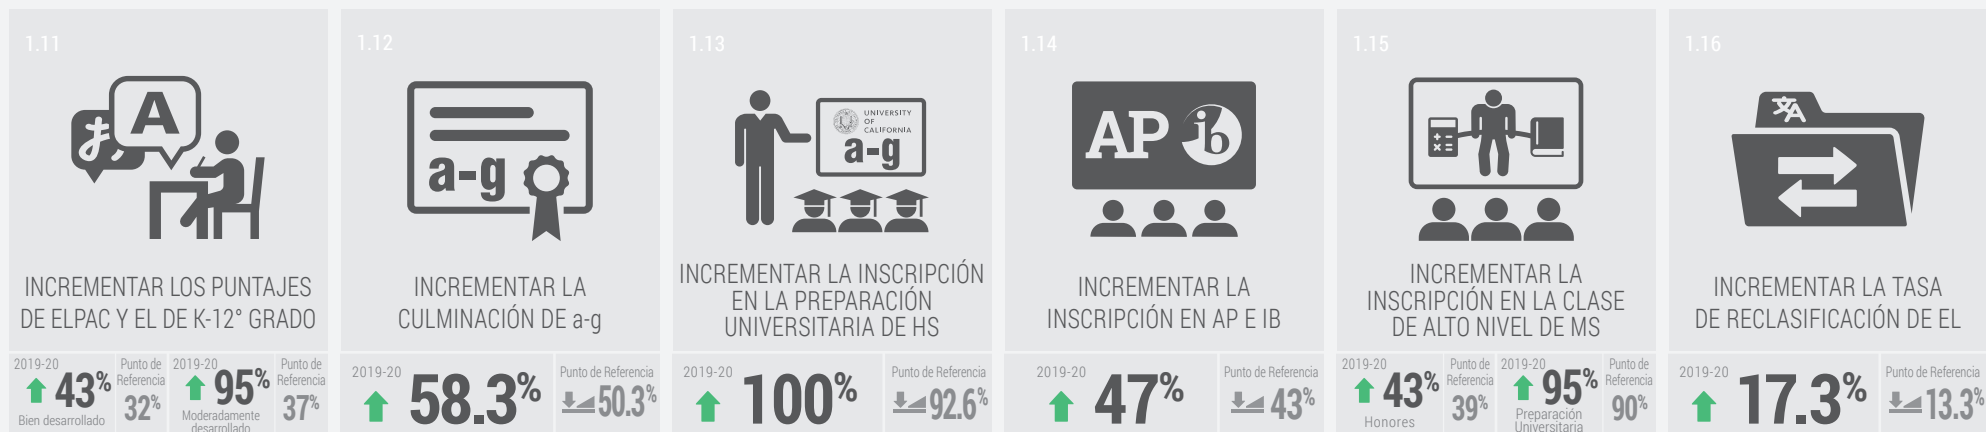 1.11
あ
A
INCREMENTAR LOS PUNTAJES
DE ELPAC Y EL DE K-12° GRADO
2019-20
43%
Bien desarrollado
Punto de
Referencia
32%
2019-20
95%
Moderadamente
desarrollado
Punto de
Referencia
37%
1.12
a-g
INCREMENTAR LA
CULMINACIÓN DE a-g
2019-20
58.3%
Punto de Referencia
50.3%
1.13
UNIVERSITY
OF
CALIFORNIA
a-g
INCREMENTAR LA INSCRIPCIÓN
EN LA PREPARACIÓN
UNIVERSITARIA DE HS
2019-20
100%
Punto de Referencia
92.6%
1.14
AP ib
INCREMENTAR LA
INSCRIPCIÓN EN AP E IB
2019-20
47%
Punto de Referencia
43%
1.15
INCREMENTAR LA
INSCRIPCIÓN EN LA CLASE
DE ALTO NIVEL DE MS
2019-20
43%
Honores
Punto de
Referencia
39%
2019-20
95%
Preparación
Universitaria
Punto de
Referencia
90%
1.16
文A
INCREMENTAR LA TASA
DE RECLASIFICACIÓN DE EL
2019-20
17.3%
Punto de Referencia
13.3%